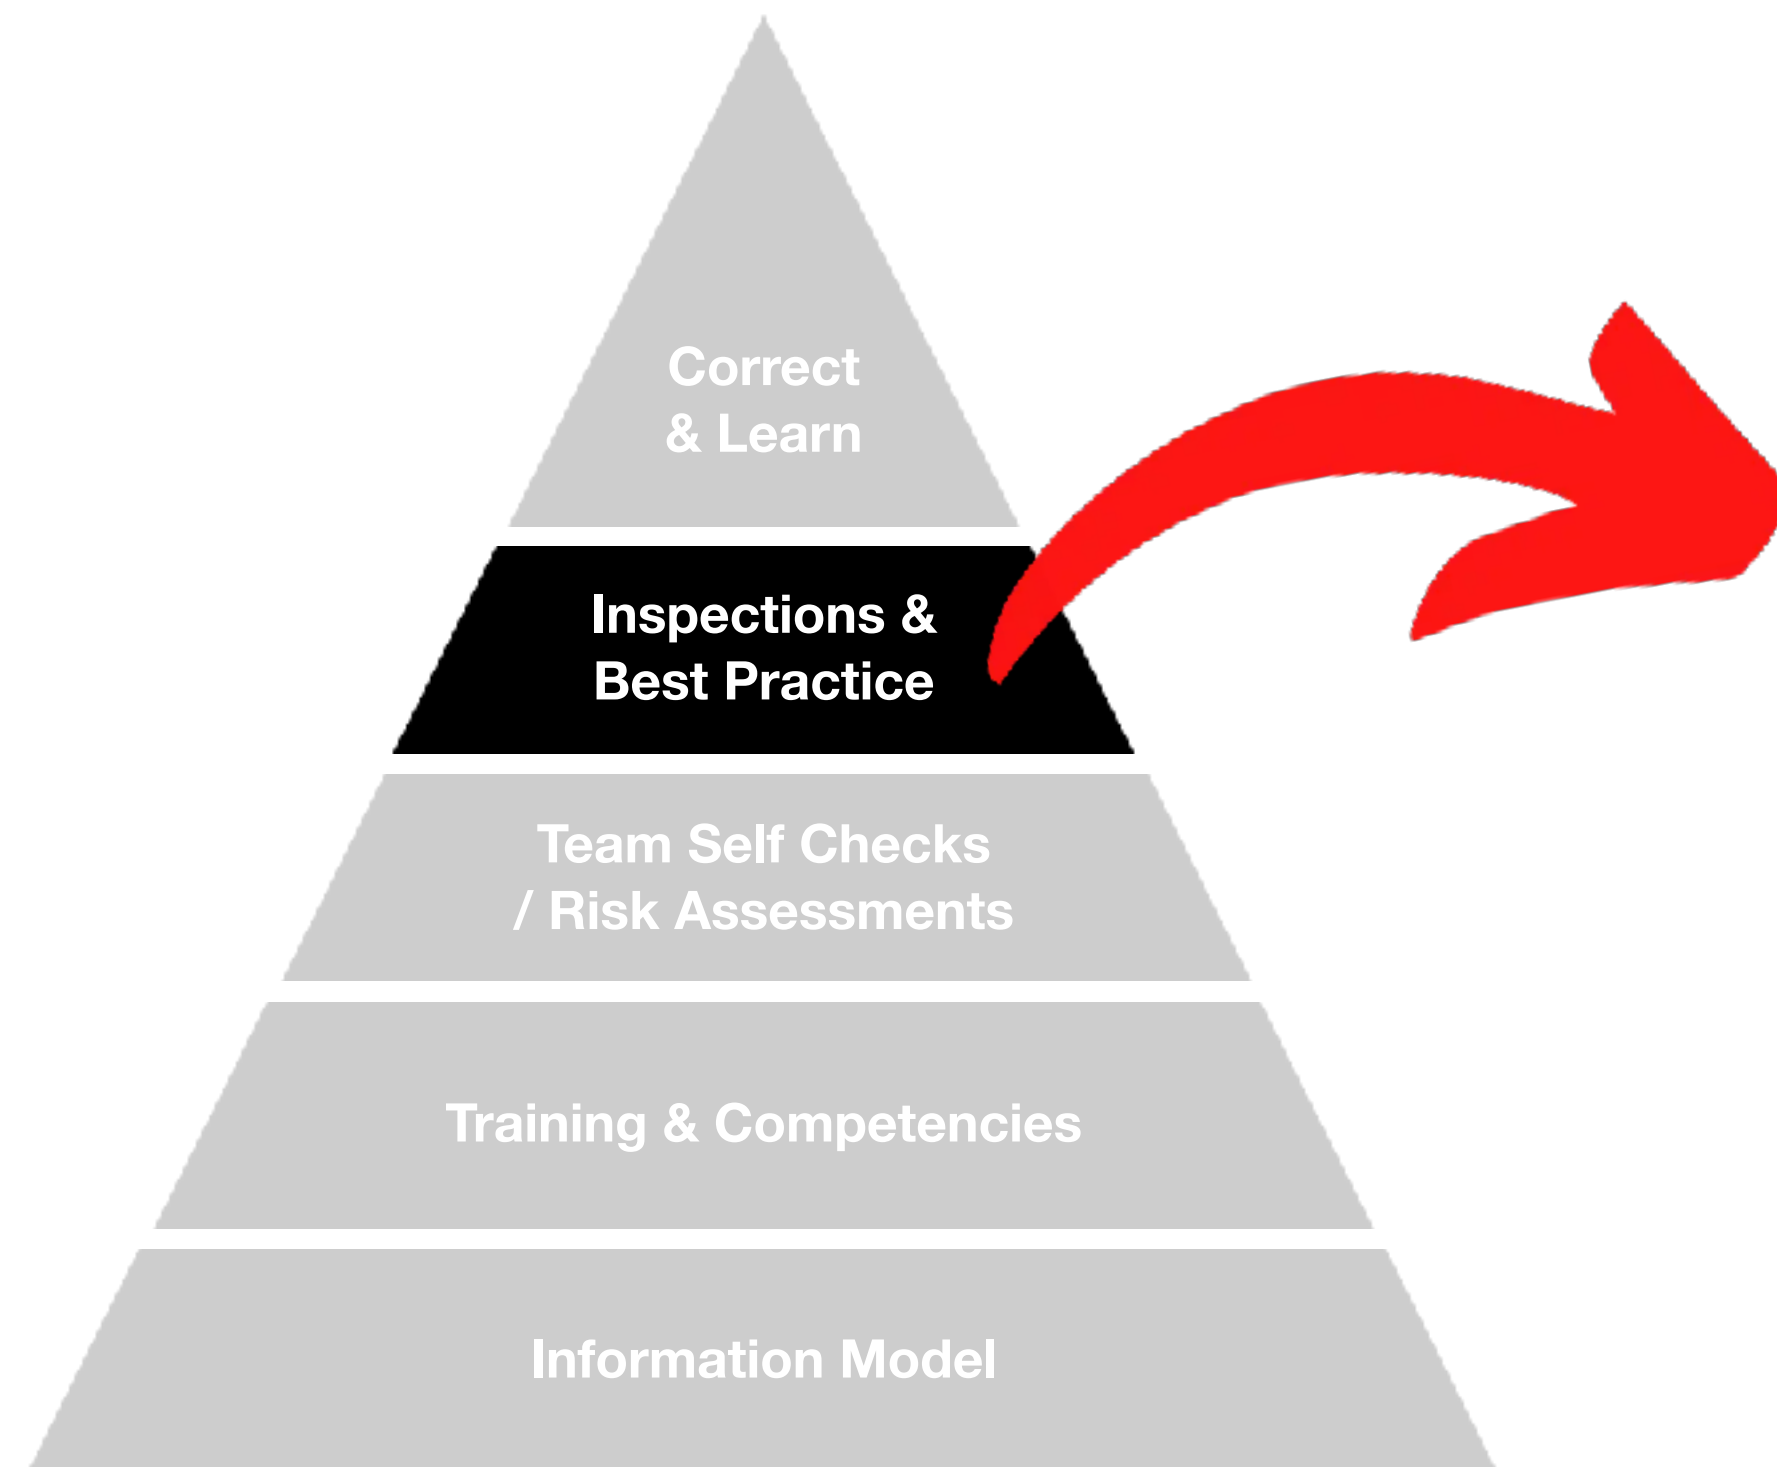 Correct
& Learn
Inspections &
Best Practice
Team Self Checks
/ Risk Assessments
Training & Competencies
Information Model